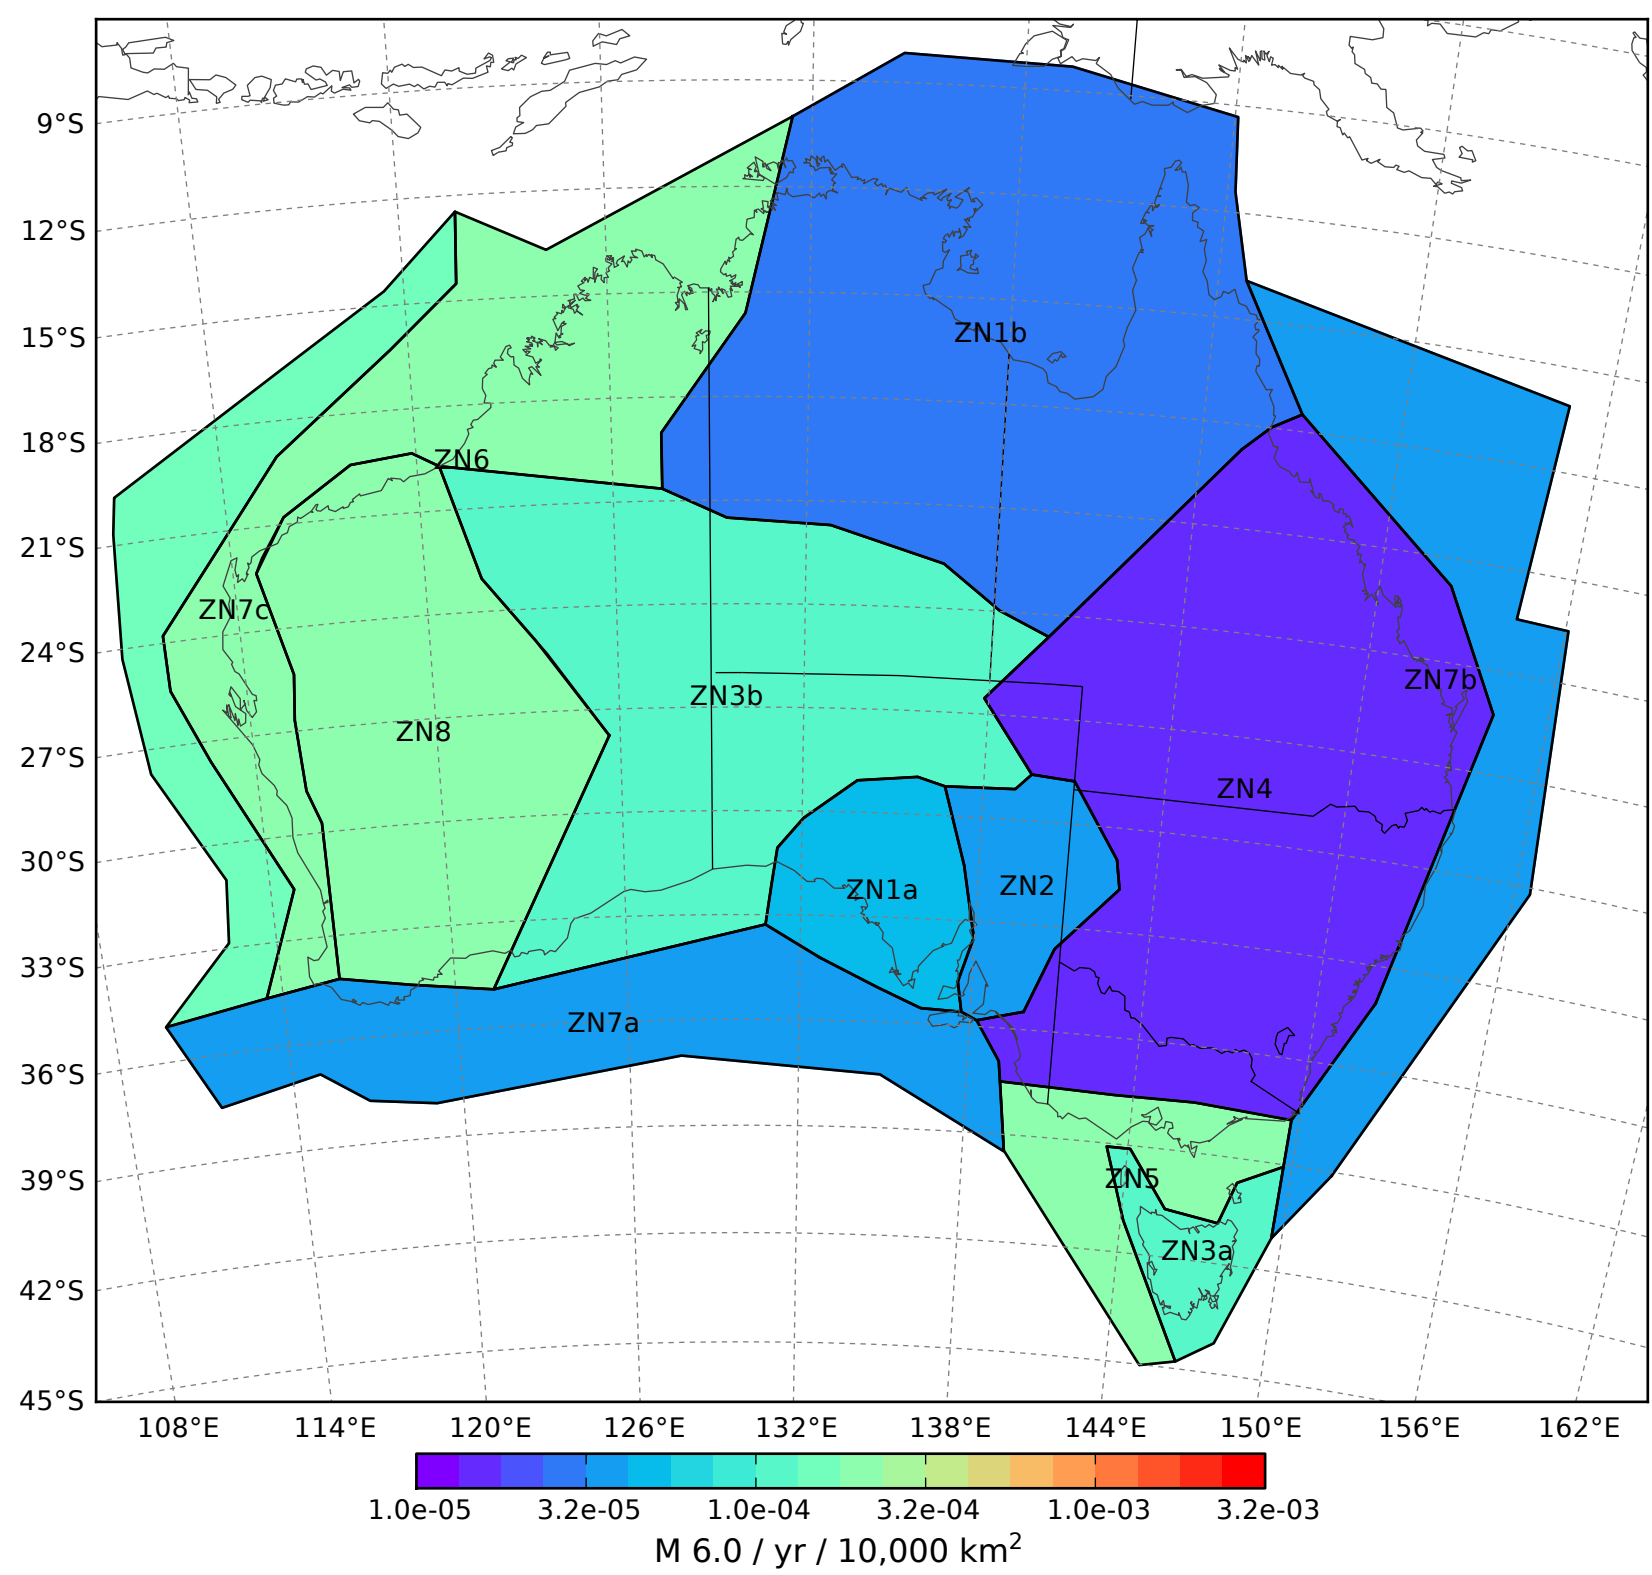 9°S
12°S
15°S
ZN1b
18°S
ZN6
21°S
ZN7c
24°S
ZN7b
ZN3b
ZN8
27°S
ZN4
30°S
ZN1a
ZN2
33°S
ZN7a
36°S
39°S
ZN5
ZN3a
42°S
45°S
108°E 114°E 120°E 126°E 132°E 138°E 144°E 150°E 156°E 162°E
1.0e-05 3.2e-05 1.0e-04 3.2e-04 1.0e-03 3.2e-03
M 6.0 / yr / 10,000 km²